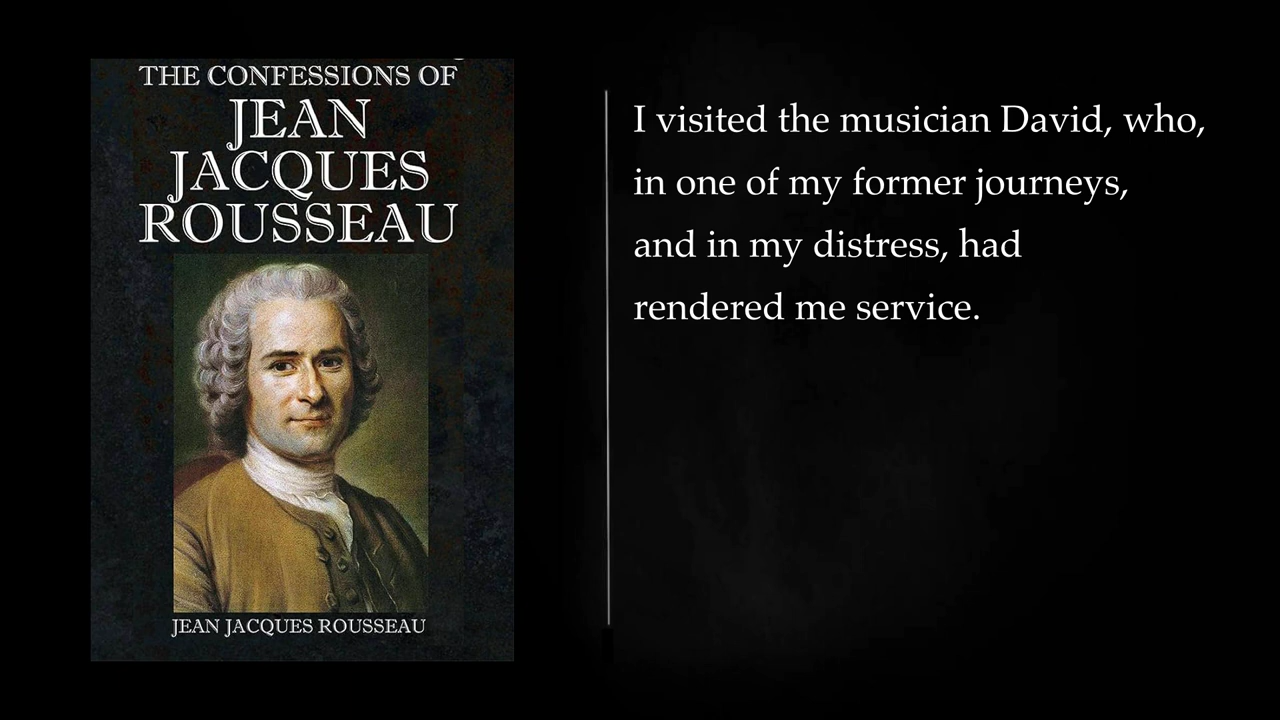 THE CONFESSIONS OF
JEAN
JACQUES
ROUSSEAU
JEAN JACQUES ROUSSEAU
I visited the musician David, who,
in one of my former journeys,
and in my distress, had
rendered me service.